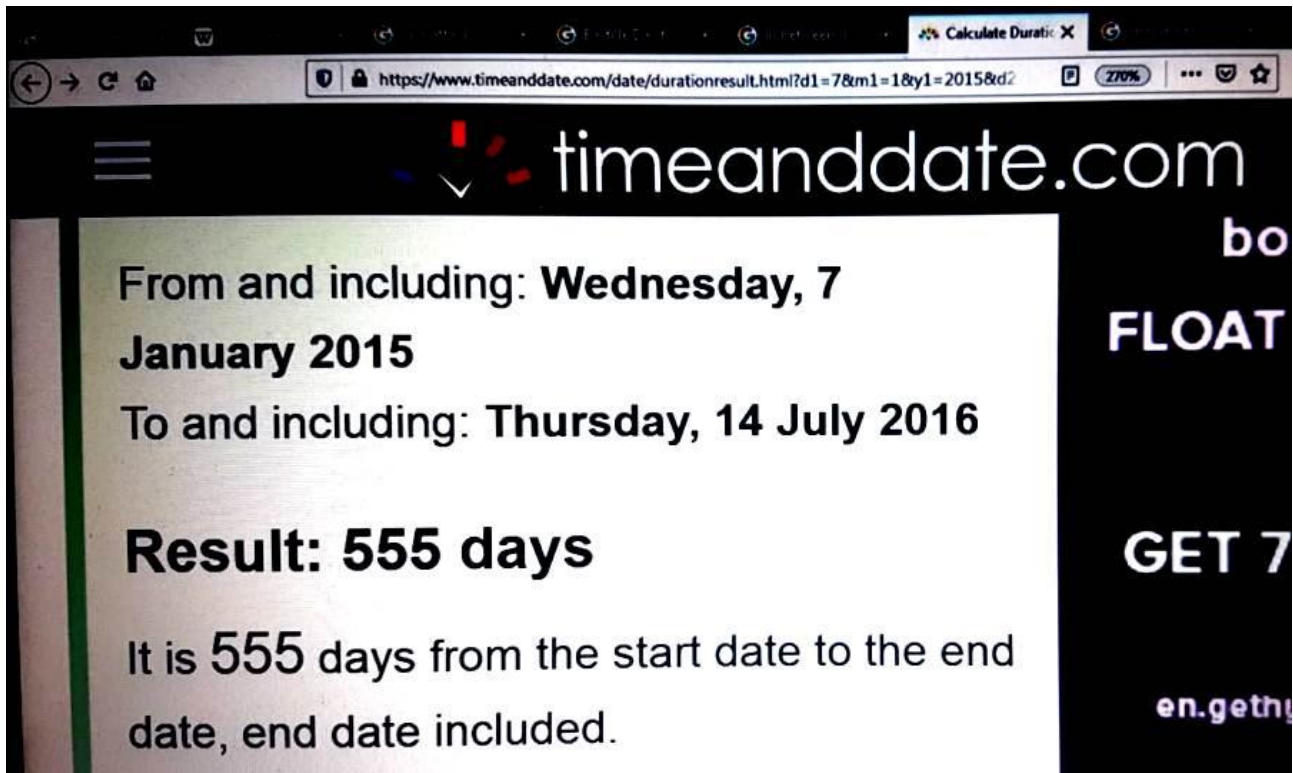 Calculate Duratic
https://www.timeanddate.com/date/durationresult.html?d1=7&m1=1&y1=2015&d2
270%
timeanddate.com
From and including: Wednesday, 7
January 2015
To and including: Thursday, 14 July 2016
Result: 555 days
It is 555 days from the start date to the end
date, end date included.
bo
FLOAT
GET 7
en.gethy